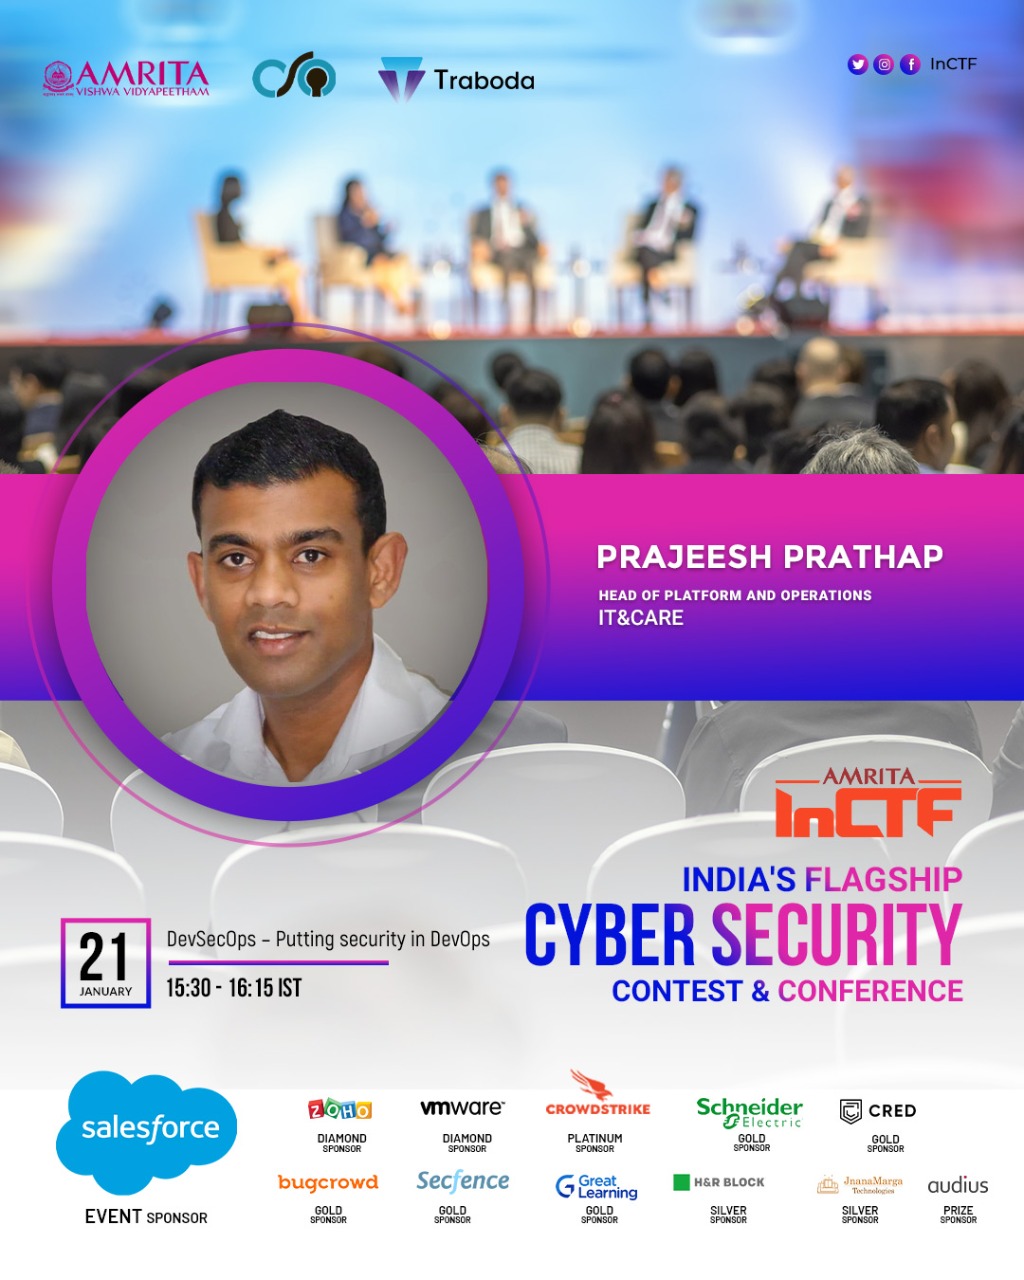 AMRITA
VISHWA VIDYAPEETHAM
Traboda
InCTF
PRAJEESH PRATHAP
HEAD OF PLATFORM AND OPERATIONS
IT&CARE
AMRITA
InCTF
INDIA'S FLAGSHIP
CYBER SECURITY
CONTEST & CONFERENCE
21
JANUARY
DevSecOps – Putting security in DevOps
15:30 - 16:15 IST
salesforce
EVENT SPONSOR
ZOHO
DIAMOND
SPONSOR
vmware
DIAMOND
SPONSOR
CROWDSTRIKE
PLATINUM
SPONSOR
Schneider
Electric
GOLD
SPONSOR
CRED
GOLD
SPONSOR
bugcrowd
GOLD
SPONSOR
Secfence
GOLD
SPONSOR
Great
Learning
GOLD
SPONSOR
H&R BLOCK
SILVER
SPONSOR
JnanaMarga
Technologies
SILVER
SPONSOR
audius
PRIZE
SPONSOR